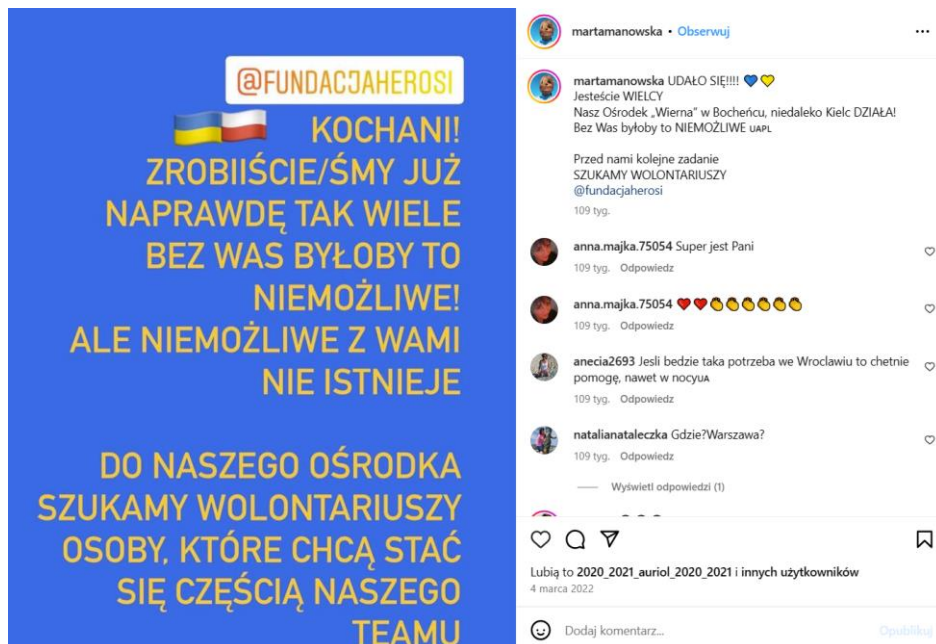 @FUNDACJAHEROSI
KOCHANI!
ZROBIIŚCIE/ŚMY JUŻ
NAPRAWDĘ TAK WIELE
BEZ WAS BYŁOBY TO
NIEMOŻLIWE!
ALE NIEMOŻLIWE Z WAMI
NIE ISTNIEJE
DO NASZEGO OŚRODKA
SZUKAMY WOLONTARIUSZY
OSOBY, KTÓRE CHCĄ STAĆ
SIĘ CZĘŚCIĄ NASZEGO
TEAMU
martamanowska • Obserwuj
martamanowska UDAŁO SIĘ!!!! 💙💛
Jesteście WIELCY
Nasz Ośrodek „Wierna” w Bocheńcu, niedaleko Kielc DZIAŁA!
Bez Was byłoby to NIEMOŻLIWE 🇺🇦🇵🇱
Przed nami kolejne zadanie
SZUKAMY WOLONTARIUSZY
@fundacjaherosi
109 tyg.
anna.majka.75054 Super jest Pani
109 tyg. Odpowiedz
anna.majka.75054 ❤️❤️👏👏👏👏👏👏
109 tyg. Odpowiedz
anecia2693 Jesli bedzie taka potrzeba we Wroclawiu to chetnie
pomogę, nawet w nocy🇺🇦
109 tyg. Odpowiedz
natalianataleczka Gdzie?Warszawa?
109 tyg. Odpowiedz
Wyświetl odpowiedzi (1)
Lubią to 2020_2021_auriol_2020_2021 i innych użytkowników
4 marca 2022
Dodaj komentarz...
Opublikuj